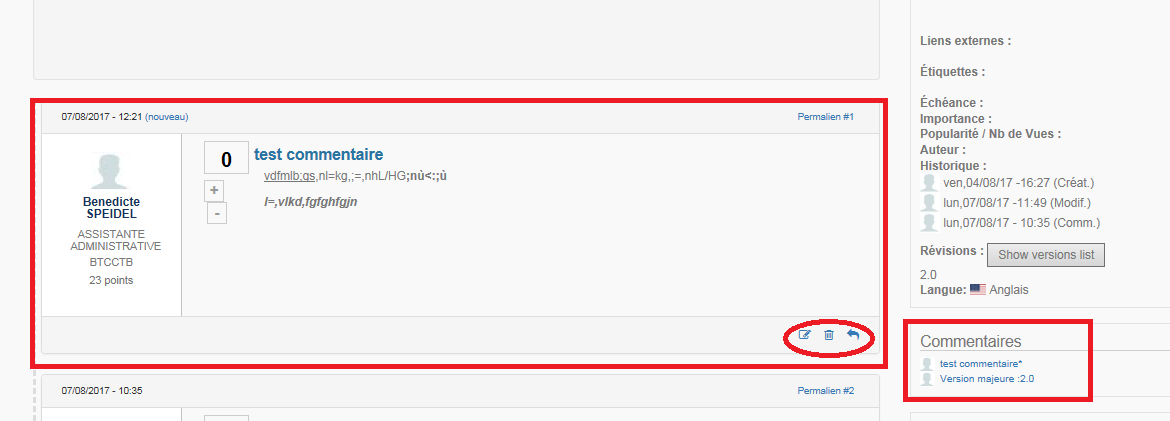 07/08/2017 - 12:21 (nouveau)
Permalien #1
0
test commentaire
vdfmlb;gs,nl=kg,;=,nhL/HG;nù<:;ù
l=,vlkd,fgfghfgjn
+
-
Benedicte
SPEIDEL
ASSISTANTE
ADMINISTRATIVE
BTCCTB
23 points
07/08/2017 - 10:35
Permalien #2
Liens externes :
Étiquettes :
Échéance :
Importance :
Popularité / Nb de Vues :
Auteur :
Historique :
ven,04/08/17 -16:27 (Créat.)
lun,07/08/17 -11:49 (Modif.)
lun,07/08/17 - 10:35 (Comm.)
Révisions : Show versions list
2.0
Langue: Anglais
Commentaires
test commentaire*
Version majeure :2.0